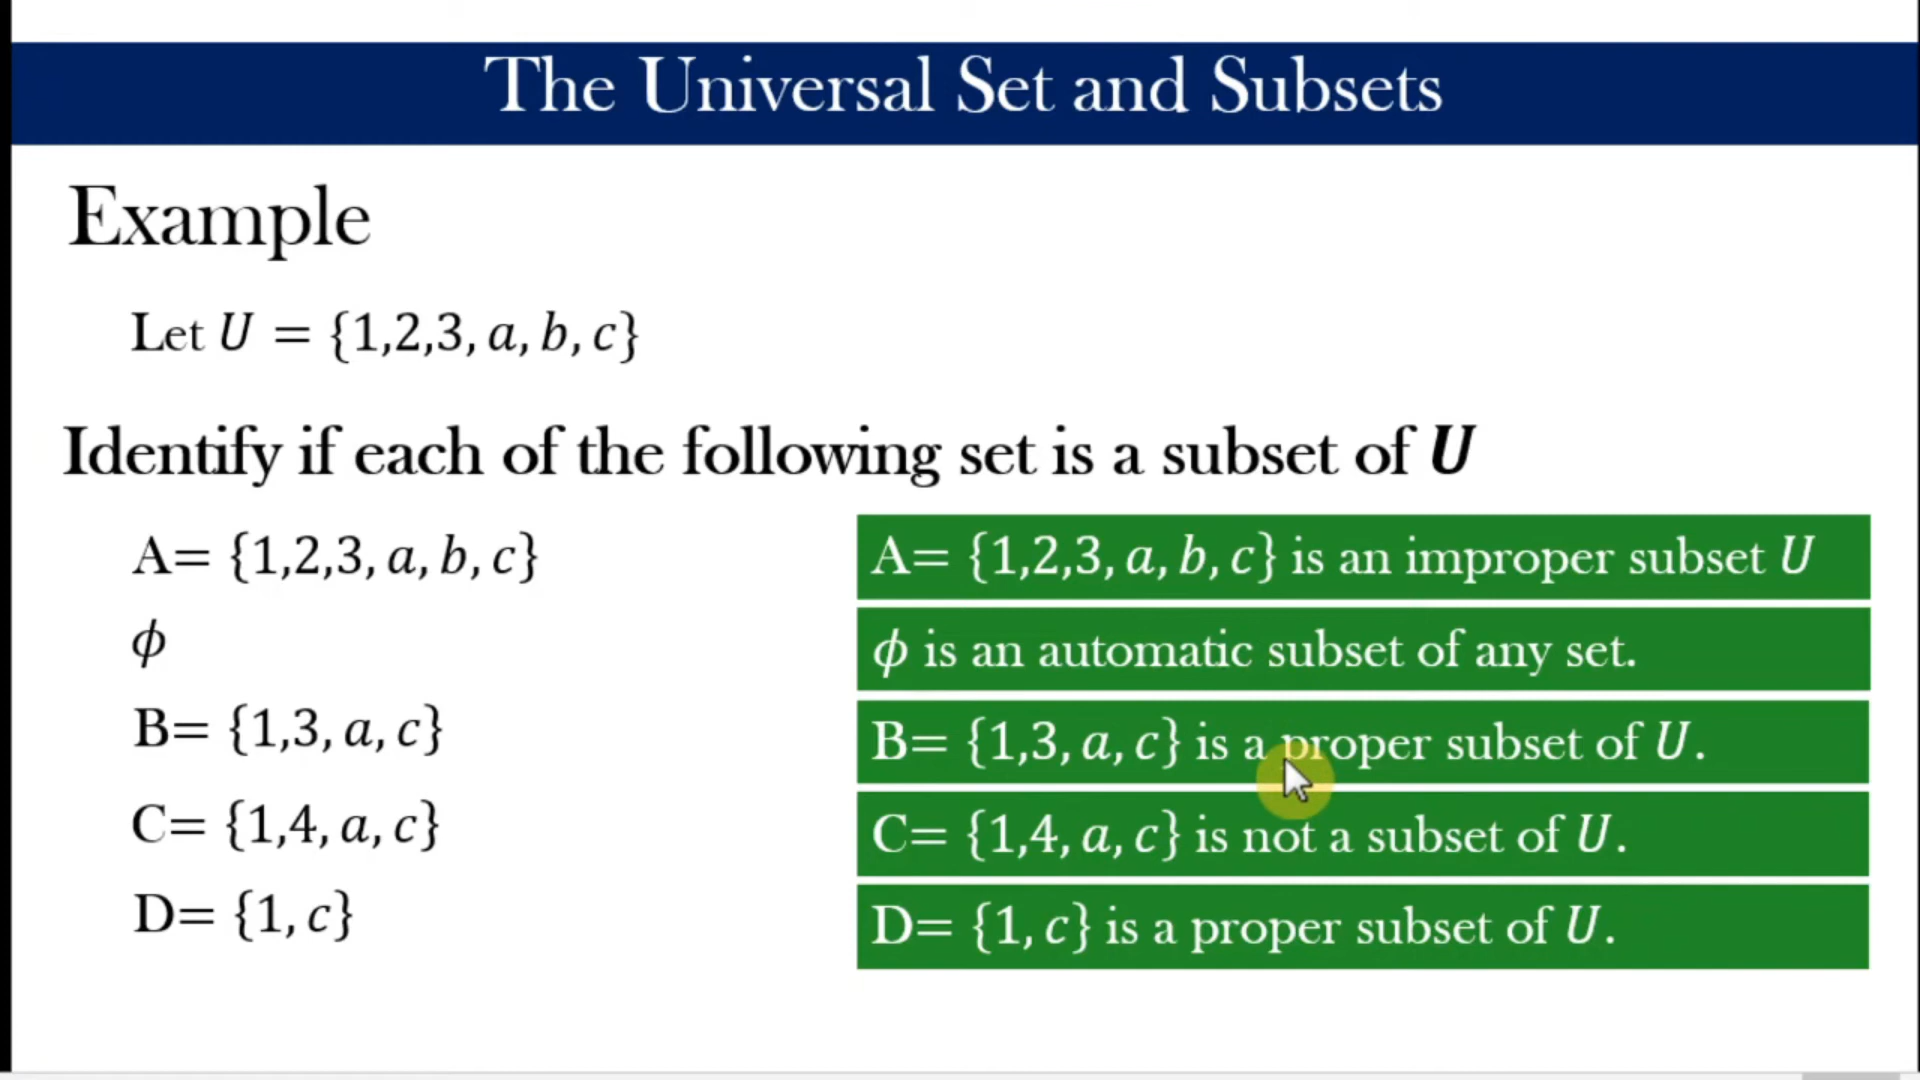 The Universal Set and Subsets
Example
Let U = {1,2,3, a, b, c}
Identify if each of the following set is a subset of U
A= {1,2,3, a, b, c}
ϕ
B= {1,3, a, c}
C= {1,4, a, c}
D= {1, c}
A= {1,2,3, a, b, c} is an improper subset U
ϕ is an automatic subset of any set.
B= {1,3, a, c} is a proper subset of U.
C= {1,4, a, c} is not a subset of U.
D= {1, c} is a proper subset of U.